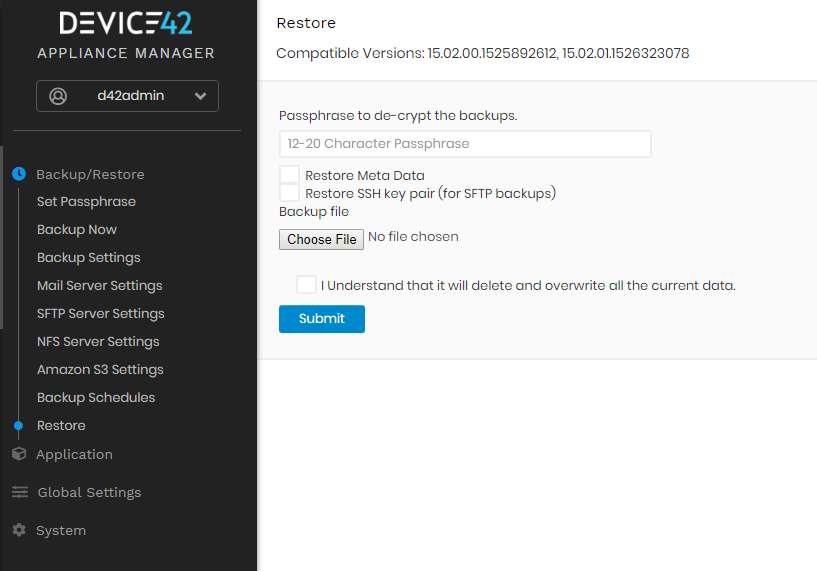 DEVICE42
APPLIANCE MANAGER
d42admin
Backup/Restore
Set Passphrase
Backup Now
Backup Settings
Mail Server Settings
SFTP Server Settings
NFS Server Settings
Amazon S3 Settings
Backup Schedules
Restore
Application
Global Settings
System
Restore
Compatible Versions: 15.02.00.1525892612, 15.02.01.1526323078
Passphrase to de-crypt the backups.
12-20 Character Passphrase
Restore Meta Data
Restore SSH key pair (for SFTP backups)
Backup file
Choose File No file chosen
I Understand that it will delete and overwrite all the current data.
Submit